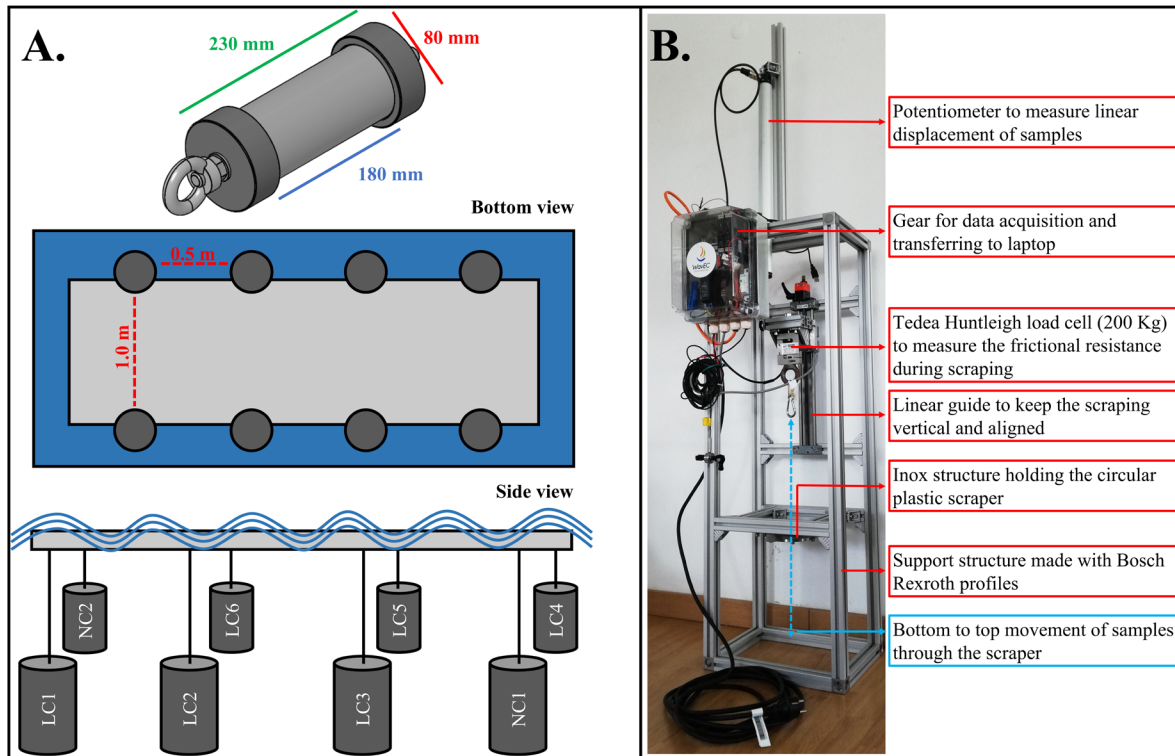 A.
230 mm
80 mm
180 mm
Bottom view
0.5 m
1.0 m
Side view
NC2
LC6
LC5
LC4
LC1
LC2
LC3
NC1
B.
WavEC
Potentiometer to measure linear
displacement of samples
Gear for data acquisition and
transferring to laptop
Tedea Huntleigh load cell (200 Kg)
to measure the frictional resistance
during scraping
Linear guide to keep the scraping
vertical and aligned
Inox structure holding the circular
plastic scraper
Support structure made with Bosch
Rexroth profiles
Bottom to top movement of samples
through the scraper